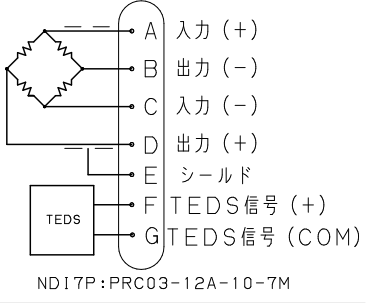 A 入力 (+)
B 出力 (-)
C 入力 (-)
D 出力 (+)
E シールド
F TEDS信号 (+)
G TEDS信号 (COM)
TEDS
NDI7P:PRC03-12A-10-7M